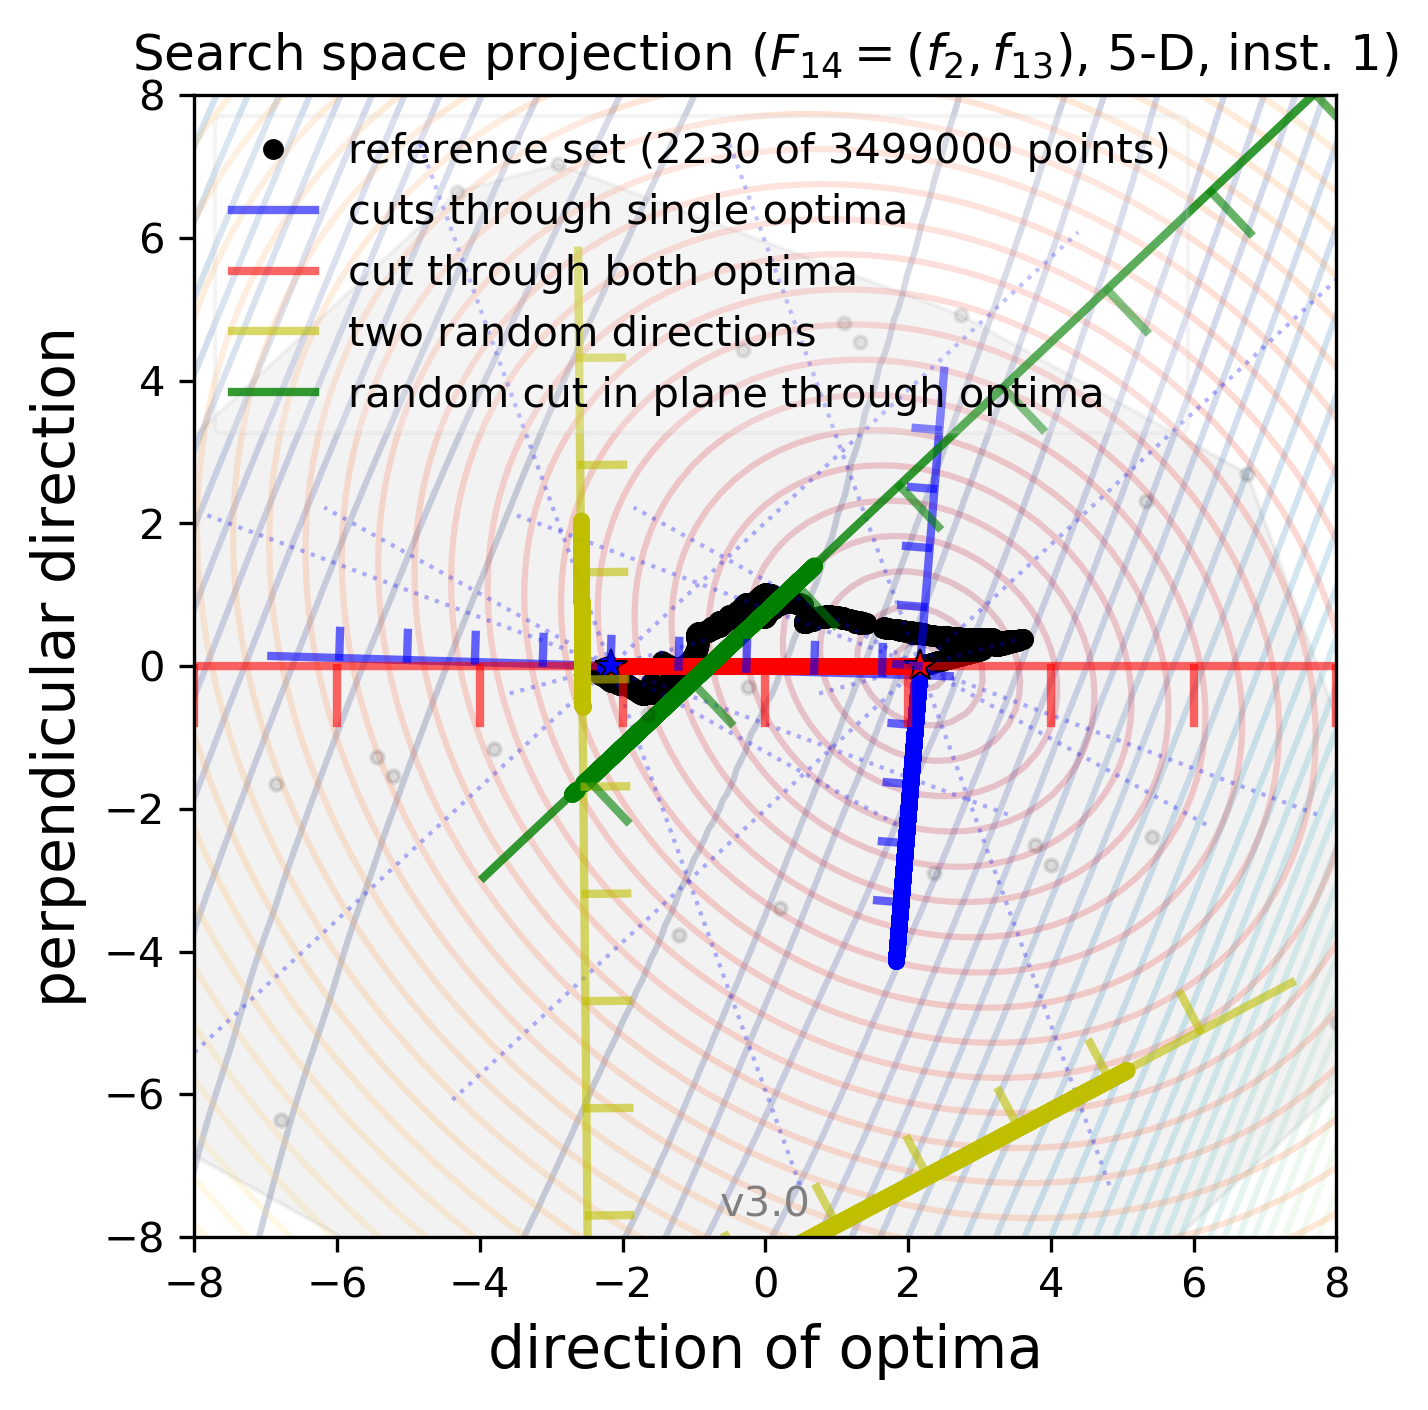 Search space projection (F14 = (f2, f13), 5-D, inst. 1)
8
6
4
2
0
−2
−4
−6
−8
perpendicular direction
reference set (2230 of 3499000 points)
cuts through single optima
cut through both optima
two random directions
random cut in plane through optima
v3.0
−8 −6 −4 −2 0 2 4 6 8
direction of optima